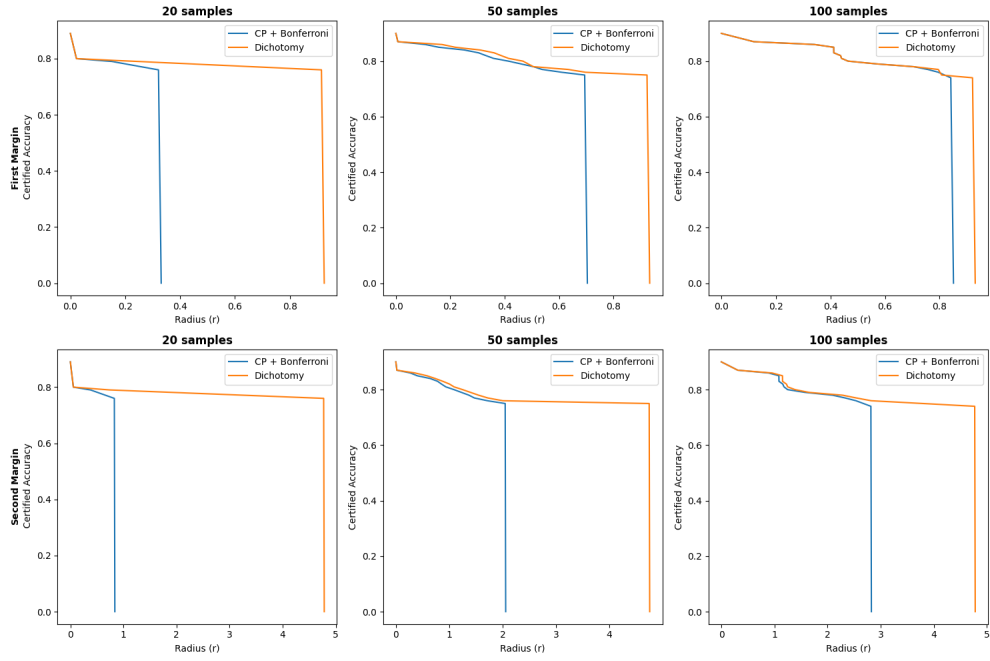 20 samples
50 samples
100 samples
CP + Bonferroni
Dichotomy
CP + Bonferroni
Dichotomy
CP + Bonferroni
Dichotomy
First Margin
Certified Accuracy
Certified Accuracy
Certified Accuracy
0.8
0.6
0.4
0.2
0.0
0.8
0.6
0.4
0.2
0.0
0.8
0.6
0.4
0.2
0.0
0.0 0.2 0.4 0.6 0.8
0.0 0.2 0.4 0.6 0.8
0.0 0.2 0.4 0.6 0.8
Radius (r)
Radius (r)
Radius (r)
20 samples
50 samples
100 samples
CP + Bonferroni
Dichotomy
CP + Bonferroni
Dichotomy
CP + Bonferroni
Dichotomy
Second Margin
Certified Accuracy
Certified Accuracy
Certified Accuracy
0.8
0.6
0.4
0.2
0.0
0.8
0.6
0.4
0.2
0.0
0.8
0.6
0.4
0.2
0.0
0 1 2 3 4 5
0 1 2 3 4
0 1 2 3 4 5
Radius (r)
Radius (r)
Radius (r)